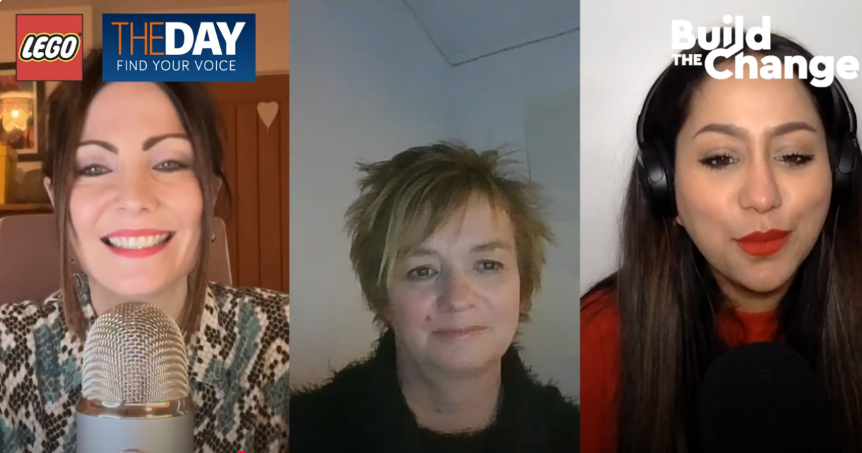 LEGO
THE DAY
FIND YOUR VOICE
Build
THE Change